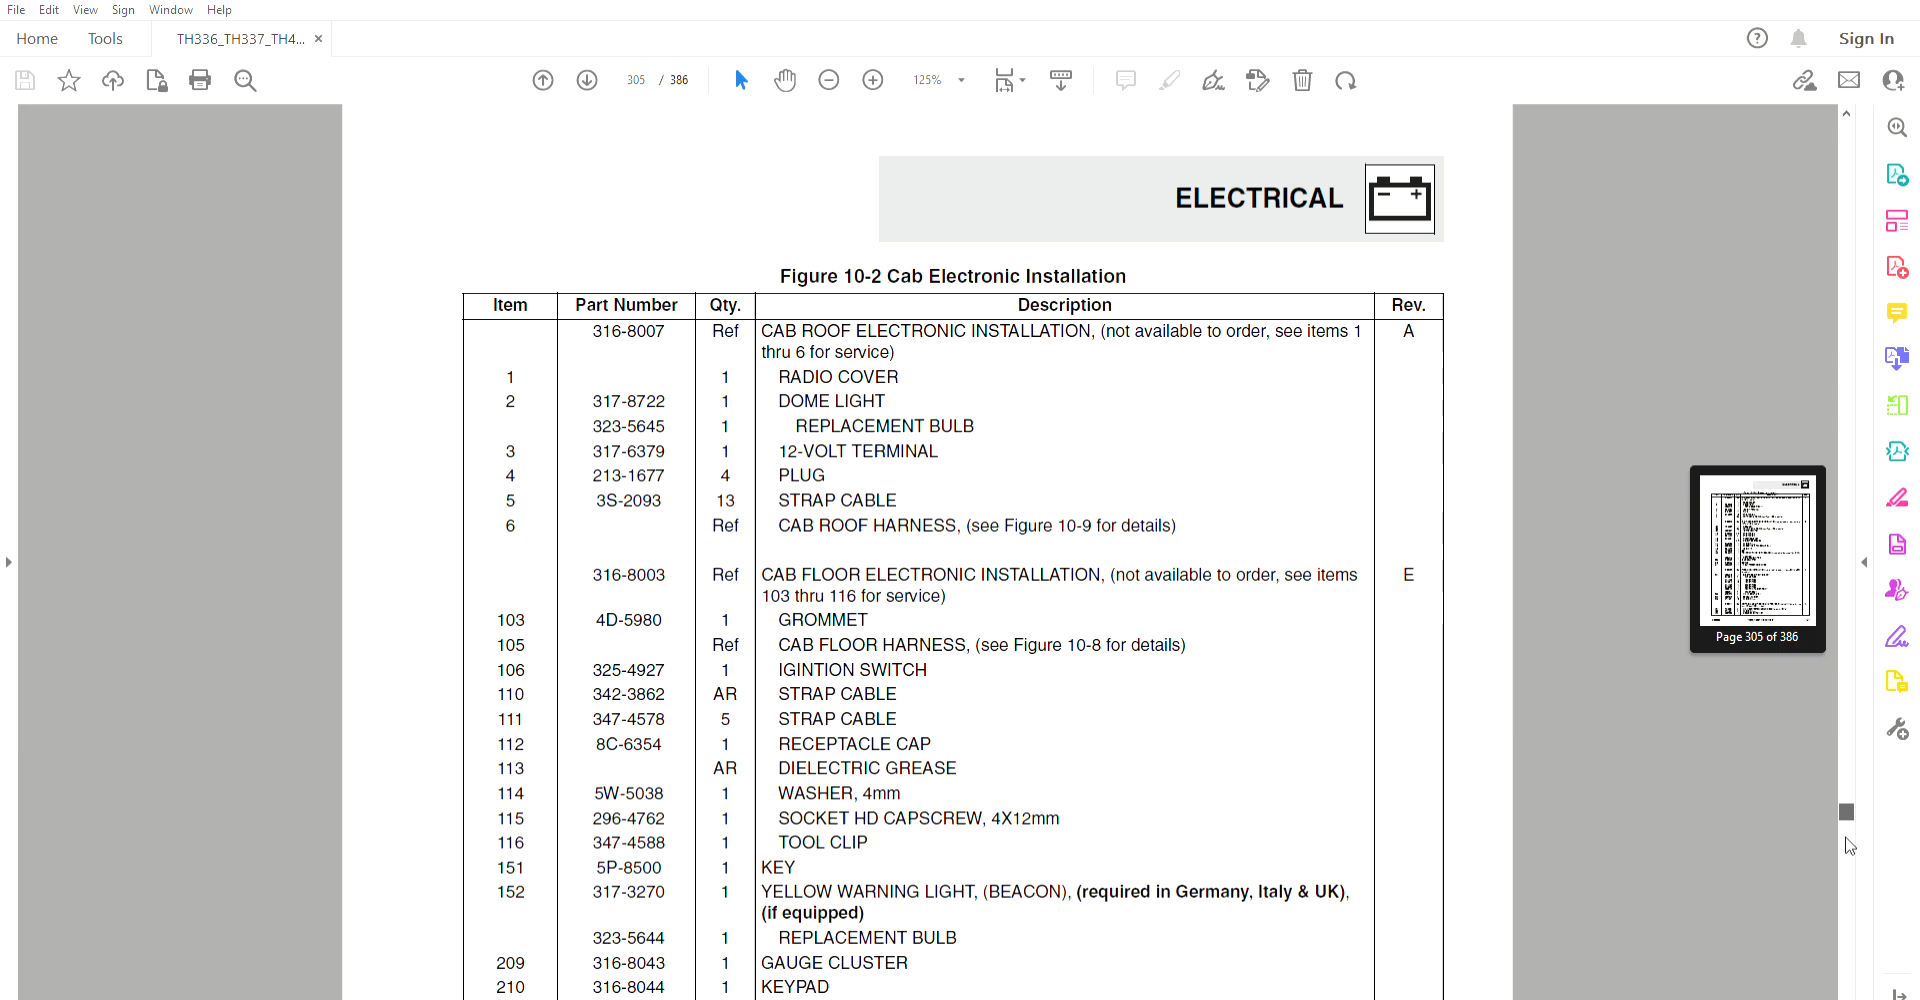 File Edit View Sign Window Help
Home Tools TH336_TH337_TH4... × Sign In
305 / 386 125%
ELECTRICAL
Figure 10-2 Cab Electronic Installation
Item Part Number Qty. Description Rev.
316-8007 Ref CAB ROOF ELECTRONIC INSTALLATION, (not available to order, see items 1 A
thru 6 for service)
1 1 RADIO COVER
2 317-8722 1 DOME LIGHT
323-5645 1 REPLACEMENT BULB
3 317-6379 1 12-VOLT TERMINAL
4 213-1677 4 PLUG
5 3S-2093 13 STRAP CABLE
6 Ref CAB ROOF HARNESS, (see Figure 10-9 for details)
316-8003 Ref CAB FLOOR ELECTRONIC INSTALLATION, (not available to order, see items E
103 thru 116 for service)
103 4D-5980 1 GROMMET
105 Ref CAB FLOOR HARNESS, (see Figure 10-8 for details)
106 325-4927 1 IGINTION SWITCH
110 342-3862 AR STRAP CABLE
111 347-4578 5 STRAP CABLE
112 8C-6354 1 RECEPTACLE CAP
113 AR DIELECTRIC GREASE
114 5W-5038 1 WASHER, 4mm
115 296-4762 1 SOCKET HD CAPSCREW, 4X12mm
116 347-4588 1 TOOL CLIP
151 5P-8500 1 KEY
152 317-3270 1 YELLOW WARNING LIGHT, (BEACON), (required in Germany, Italy & UK),
(if equipped)
323-5644 1 REPLACEMENT BULB
209 316-8043 1 GAUGE CLUSTER
210 316-8044 1 KEYPAD
Page 305 of 386